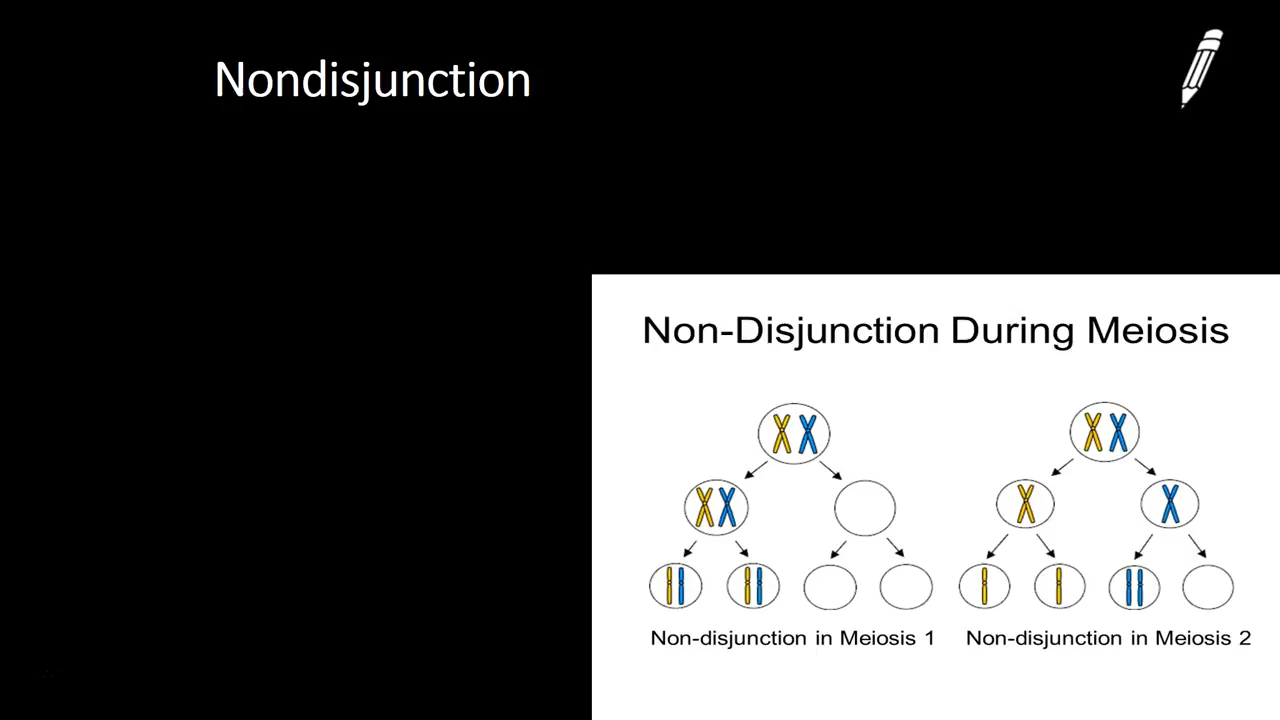 Nondisjunction
Non-Disjunction During Meiosis
Non-disjunction in Meiosis 1
Non-disjunction in Meiosis 2